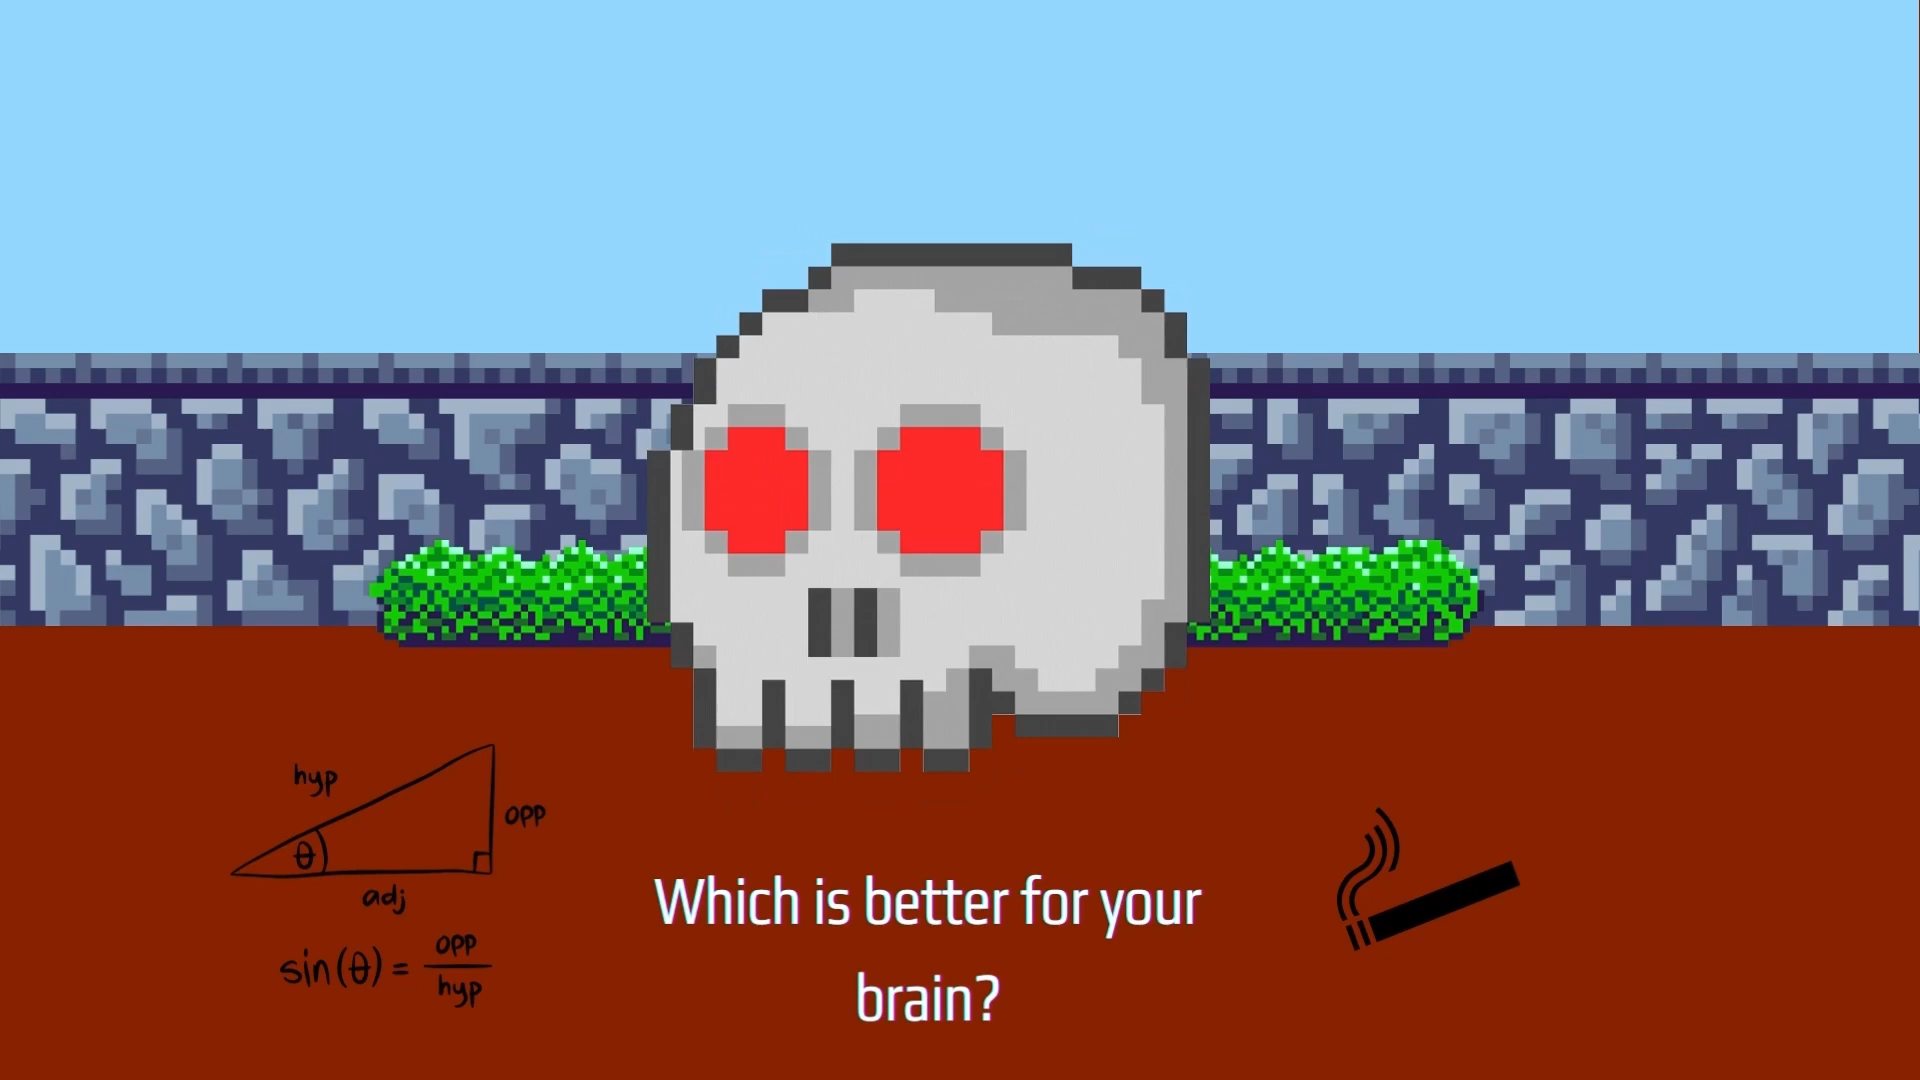 hyp
opp
θ
adj
sin(θ) = opp/hyp
Which is better for your
brain?